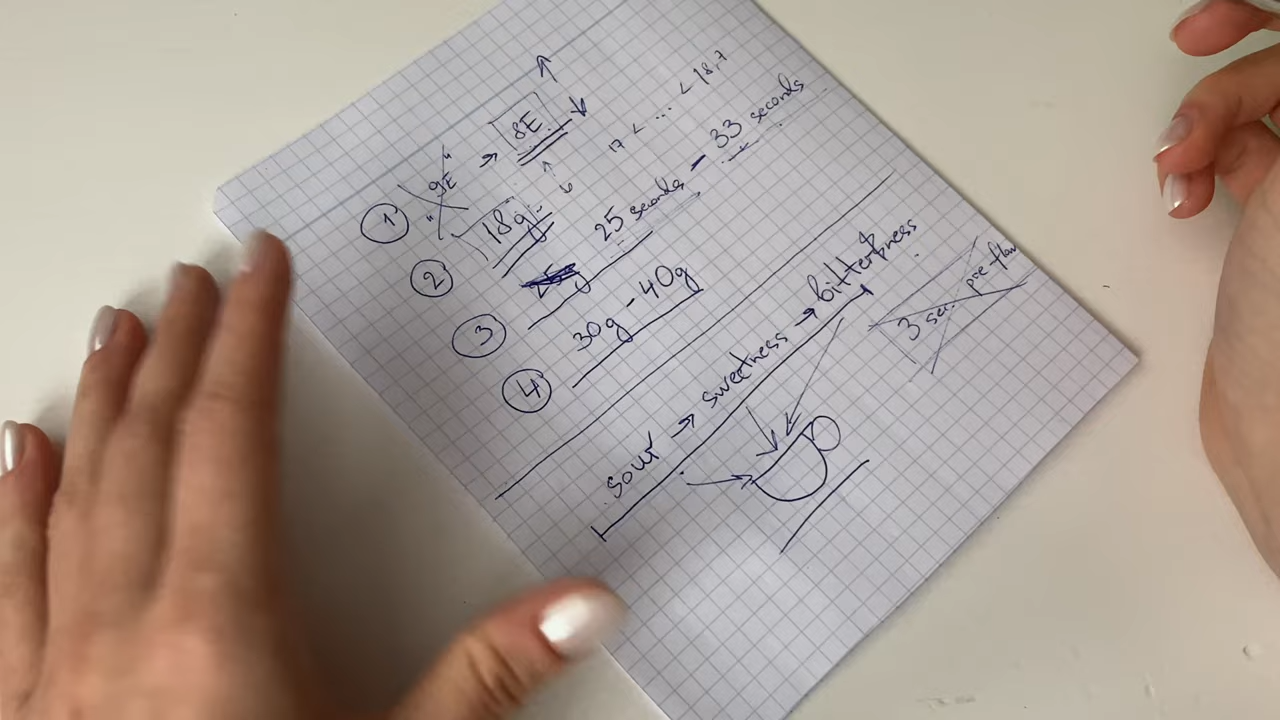 ① "9E" → 8E
② 18g 17 < ... < 18,7
③ 25 seconds - 33 seconds
④ 30g - 40g
sour → sweetness → bitterness
3 sec pre-flow